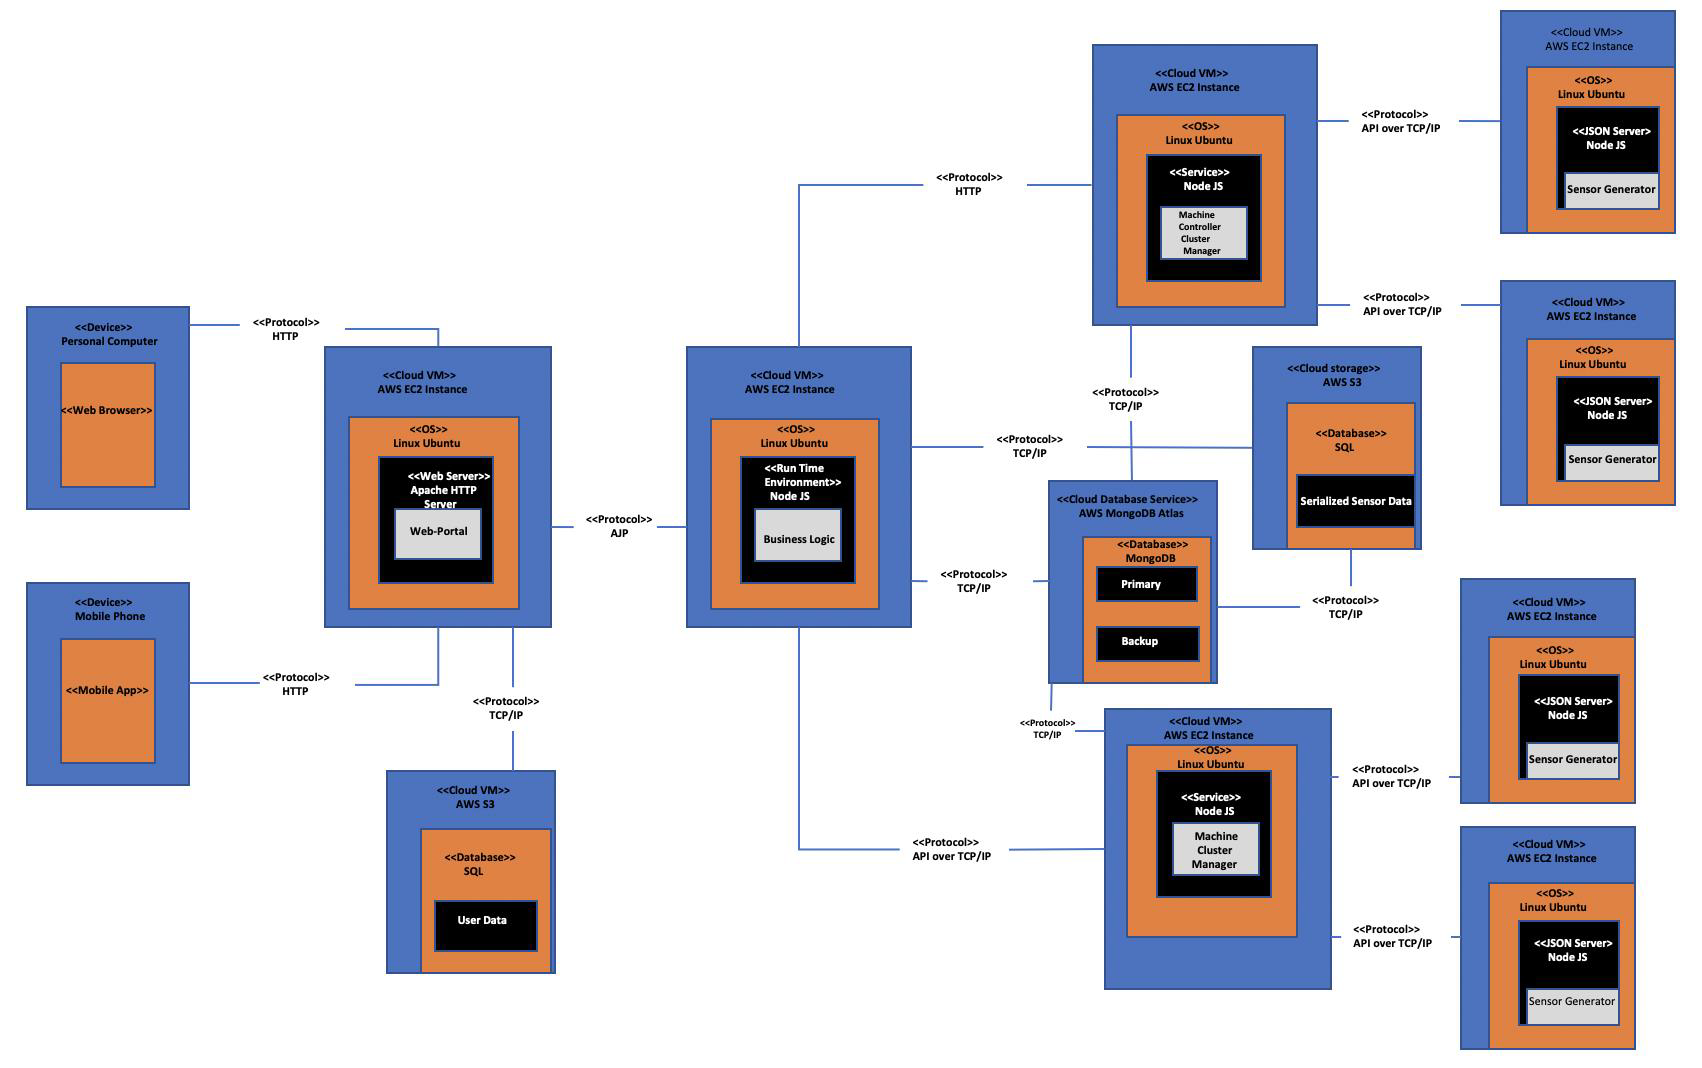 <<Device>>
Personal Computer
<<Web Browser>>
<<Protocol>>
HTTP
<<Device>>
Mobile Phone
<<Mobile App>>
<<Protocol>>
HTTP
<<Cloud VM>>
AWS EC2 Instance
<<OS>>
Linux Ubuntu
<<Web Server>>
Apache HTTP
Server
Web-Portal
<<Protocol>>
TCP/IP
<<Cloud VM>>
AWS S3
<<Database>>
SQL
User Data
<<Protocol>>
AJP
<<Cloud VM>>
AWS EC2 Instance
<<OS>>
Linux Ubuntu
<<Run Time
Environment>>
Node JS
Business Logic
<<Protocol>>
HTTP
<<Protocol>>
TCP/IP
<<Protocol>>
TCP/IP
<<Protocol>>
API over TCP/IP
<<Cloud VM>>
AWS EC2 Instance
<<OS>>
Linux Ubuntu
<<Service>>
Node JS
Machine
Controller
Cluster
Manager
<<Protocol>>
TCP/IP
<<Cloud Database Service>>
AWS MongoDB Atlas
<<Database>>
MongoDB
Primary
Backup
<<Protocol>>
TCP/IP
<<Cloud storage>>
AWS S3
<<Database>>
SQL
Serialized Sensor Data
<<Protocol>>
TCP/IP
<<Cloud VM>>
AWS EC2 Instance
<<OS>>
Linux Ubuntu
<<Service>>
Node JS
Machine
Cluster
Manager
<<Protocol>>
API over TCP/IP
<<Cloud VM>>
AWS EC2 Instance
<<OS>>
Linux Ubuntu
<<JSON Server>
Node JS
Sensor Generator
<<Protocol>>
API over TCP/IP
<<Cloud VM>>
AWS EC2 Instance
<<OS>>
Linux Ubuntu
<<JSON Server>
Node JS
Sensor Generator
<<Protocol>>
API over TCP/IP
<<Cloud VM>>
AWS EC2 Instance
<<OS>>
Linux Ubuntu
<<JSON Server>
Node JS
Sensor Generator
<<Protocol>>
API over TCP/IP
<<Cloud VM>>
AWS EC2 Instance
<<OS>>
Linux Ubuntu
<<JSON Server>
Node JS
Sensor Generator